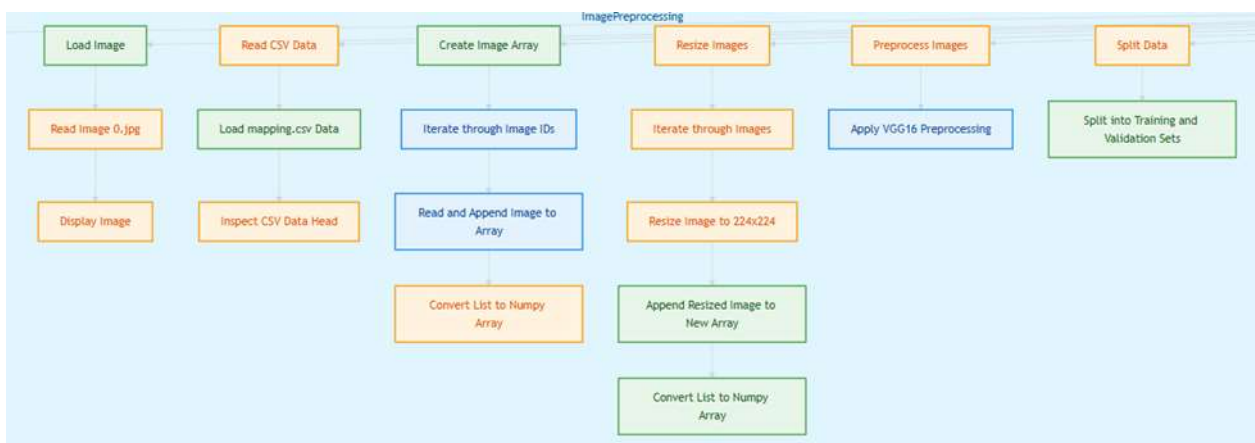 ImagePreprocessing
Load Image
Read CSV Data
Create Image Array
Resize Images
Preprocess Images
Split Data
Read Image 0.jpg
Load mapping.csv Data
Iterate through Image IDs
Iterate through Images
Apply VGG16 Preprocessing
Split into Training and
Validation Sets
Display Image
Inspect CSV Data Head
Read and Append Image to
Array
Resize Image to 224x224
Convert List to Numpy
Array
Append Resized Image to
New Array
Convert List to Numpy
Array